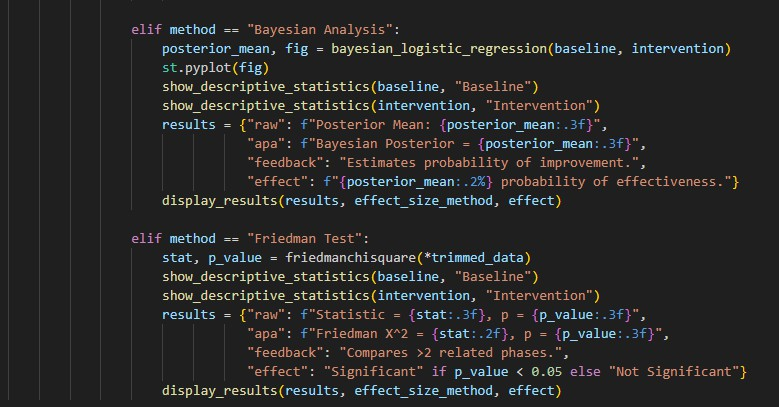 elif method == "Bayesian Analysis":
posterior_mean, fig = bayesian_logistic_regression(baseline, intervention)
st.pyplot(fig)
show_descriptive_statistics(baseline, "Baseline")
show_descriptive_statistics(intervention, "Intervention")
results = {"raw": f"Posterior Mean: {posterior_mean:.3f}",
"apa": f"Bayesian Posterior = {posterior_mean:.3f}",
"feedback": "Estimates probability of improvement.",
"effect": f"{posterior_mean:.2%} probability of effectiveness."}
display_results(results, effect_size_method, effect)
elif method == "Friedman Test":
stat, p_value = friedmanchisquare(*trimmed_data)
show_descriptive_statistics(baseline, "Baseline")
show_descriptive_statistics(intervention, "Intervention")
results = {"raw": f"Statistic = {stat:.3f}, p = {p_value:.3f}",
"apa": f"Friedman X^2 = {stat:.2f}, p = {p_value:.3f}",
"feedback": "Compares >2 related phases.",
"effect": "Significant" if p_value < 0.05 else "Not Significant"}
display_results(results, effect_size_method, effect)